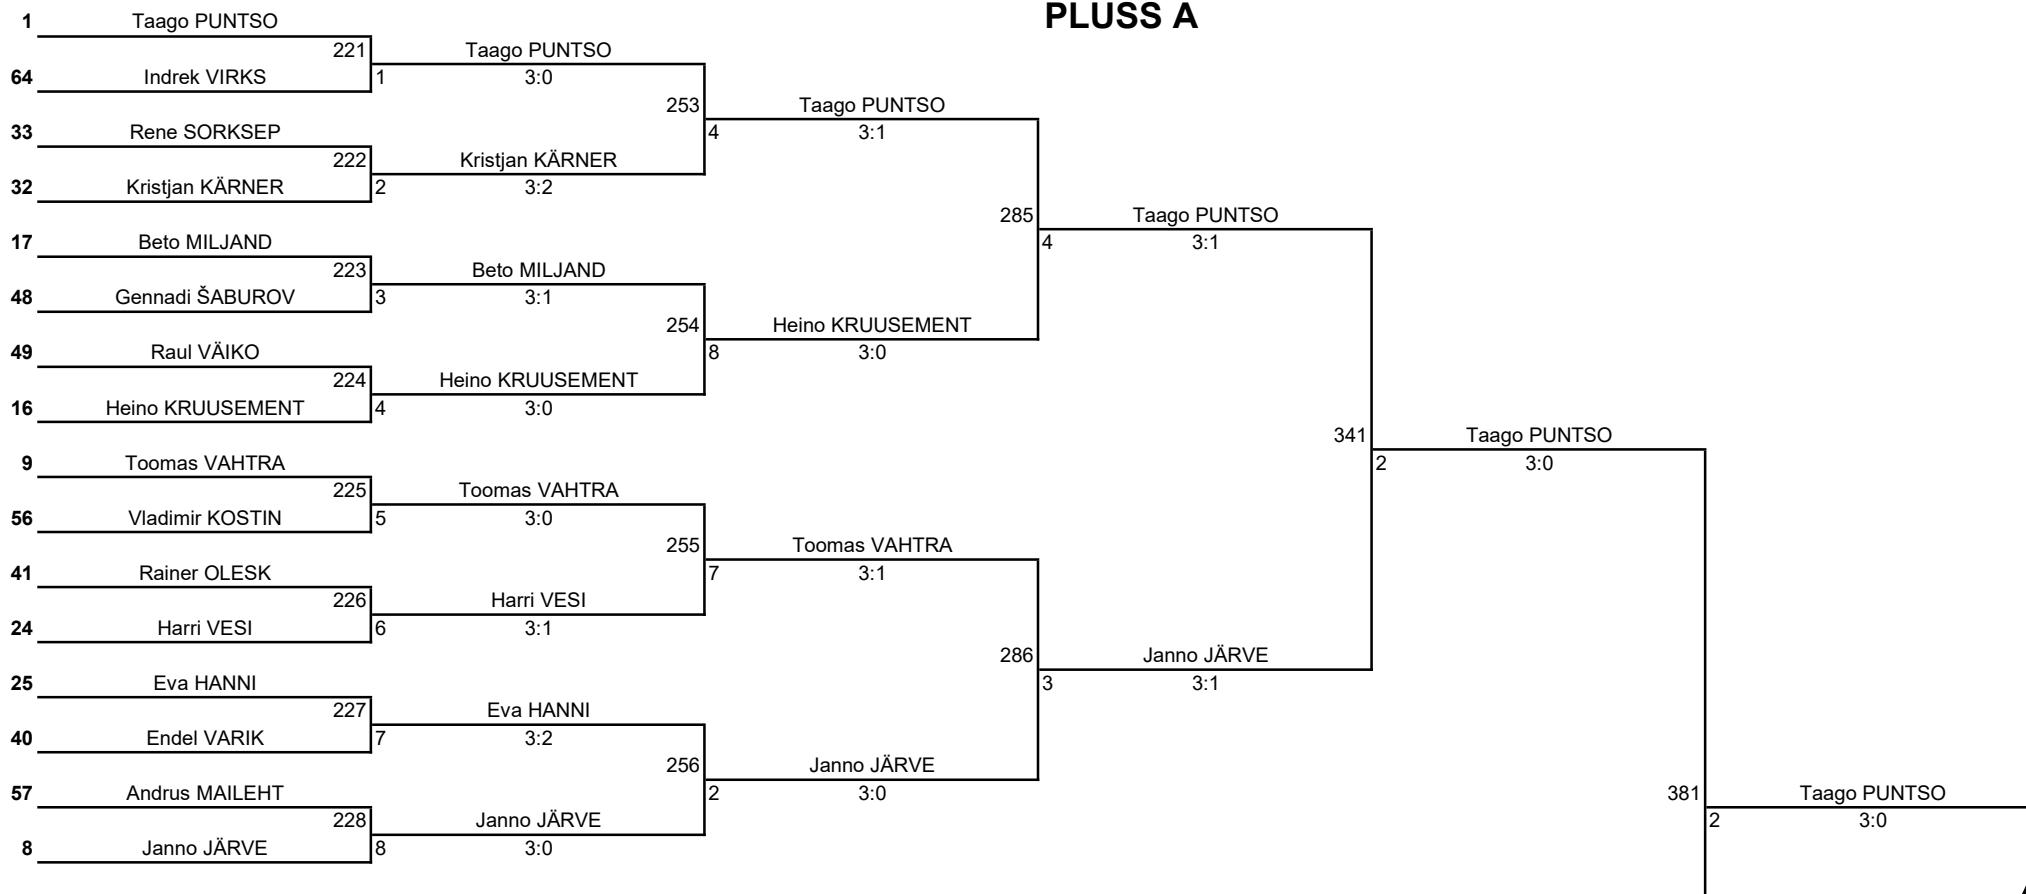 PLUSS A
1 Taago PUNTSO
221 Taago PUNTSO
64 Indrek VIRKS 1 3:0
253 Taago PUNTSO
33 Rene SORKSEP 4 3:1
222 Kristjan KÄRNER
32 Kristjan KÄRNER 2 3:2
285 Taago PUNTSO
17 Beto MILJAND 4 3:1
223 Beto MILJAND
48 Gennadi ŠABUROV 3 3:1
254 Heino KRUUSEMENT
49 Raul VÄIKO 8 3:0
224 Heino KRUUSEMENT
16 Heino KRUUSEMENT 4 3:0
341 Taago PUNTSO
9 Toomas VAHTRA 2 3:0
225 Toomas VAHTRA
56 Vladimir KOSTIN 5 3:0
255 Toomas VAHTRA
41 Rainer OLESK 7 3:1
226 Harri VESI
24 Harri VESI 6 3:1
286 Janno JÄRVE
25 Eva HANNI 3 3:1
227 Eva HANNI
40 Endel VARIK 7 3:2
256 Janno JÄRVE
57 Andrus MAILEHT 2 3:0 381 Taago PUNTSO
228 Janno JÄRVE 2 3:0
8 Janno JÄRVE 8 3:0